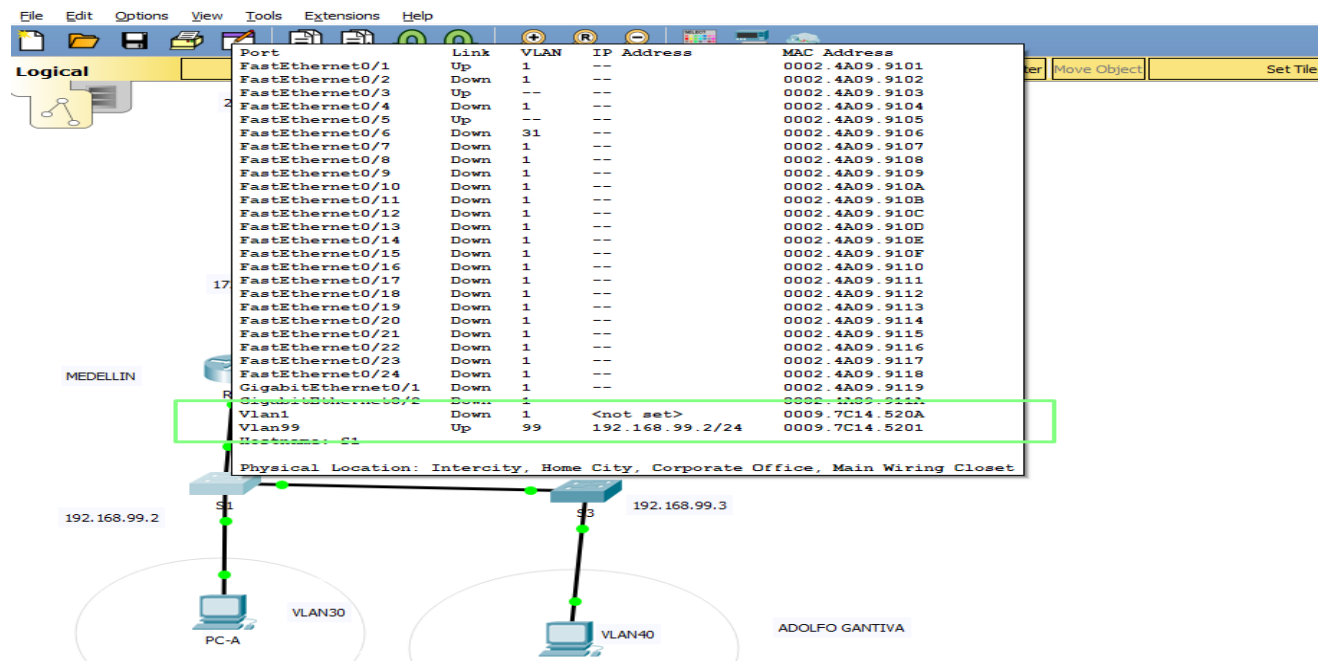 File Edit Options View Tools Extensions Help
Logical
Move Object
Set Tile
Port Link VLAN IP Address MAC Address
FastEthernet0/1 Up 1 -- 0002.4A09.9101
FastEthernet0/2 Down 1 -- 0002.4A09.9102
FastEthernet0/3 Up -- -- 0002.4A09.9103
FastEthernet0/4 Down 1 -- 0002.4A09.9104
FastEthernet0/5 Up -- -- 0002.4A09.9105
FastEthernet0/6 Down 31 -- 0002.4A09.9106
FastEthernet0/7 Down 1 -- 0002.4A09.9107
FastEthernet0/8 Down 1 -- 0002.4A09.9108
FastEthernet0/9 Down 1 -- 0002.4A09.9109
FastEthernet0/10 Down 1 -- 0002.4A09.910A
FastEthernet0/11 Down 1 -- 0002.4A09.910B
FastEthernet0/12 Down 1 -- 0002.4A09.910C
FastEthernet0/13 Down 1 -- 0002.4A09.910D
FastEthernet0/14 Down 1 -- 0002.4A09.910E
FastEthernet0/15 Down 1 -- 0002.4A09.910F
FastEthernet0/16 Down 1 -- 0002.4A09.9110
FastEthernet0/17 Down 1 -- 0002.4A09.9111
FastEthernet0/18 Down 1 -- 0002.4A09.9112
FastEthernet0/19 Down 1 -- 0002.4A09.9113
FastEthernet0/20 Down 1 -- 0002.4A09.9114
FastEthernet0/21 Down 1 -- 0002.4A09.9115
FastEthernet0/22 Down 1 -- 0002.4A09.9116
FastEthernet0/23 Down 1 -- 0002.4A09.9117
FastEthernet0/24 Down 1 -- 0002.4A09.9118
GigabitEthernet0/1 Down 1 -- 0002.4A09.9119
GigabitEthernet0/2 Down 1 -- 0002.4A09.911A
Vlan1 Down 1 <not set> 0009.7C14.520A
Vlan99 Up 99 192.168.99.2/24 0009.7C14.5201
Hostname: S1
Physical Location: Intercity, Home City, Corporate Office, Main Wiring Closet
MEDELLIN
S1
192.168.99.2
S3
192.168.99.3
VLAN30
PC-A
VLAN40
ADOLFO GANTIVA